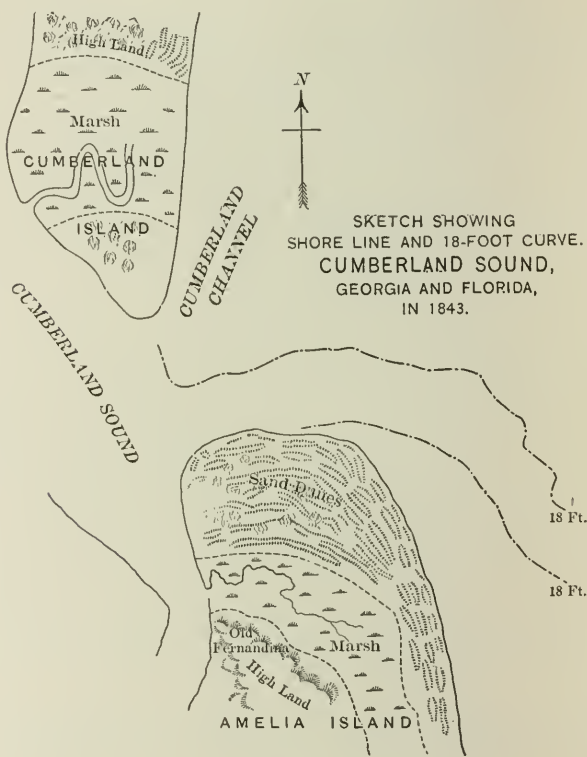 High Land
Marsh
CUMBERLAND
ISLAND
N
CUMBERLAND
CHANNEL
SKETCH SHOWING
SHORE LINE AND 18-FOOT CURVE.
CUMBERLAND SOUND,
GEORGIA AND FLORIDA,
IN 1843.
CUMBERLAND SOUND
Sand Dunes
18 Ft.
18 Ft.
Old
Fernandina
Marsh
High Land
AMELIA ISLAND